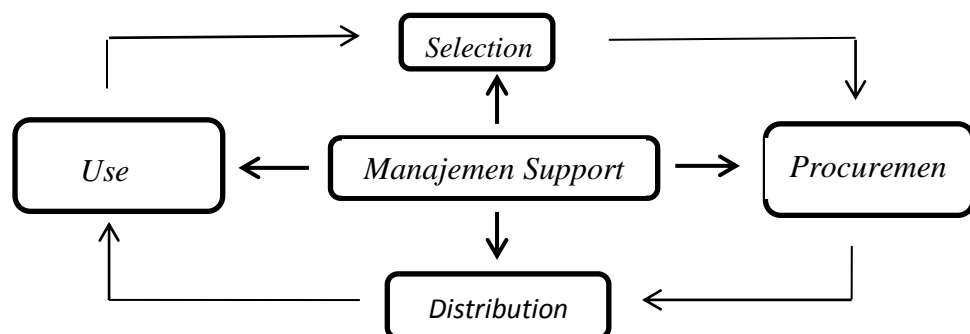 Selection
Use
Manajemen Support
Procuremen
Distribution